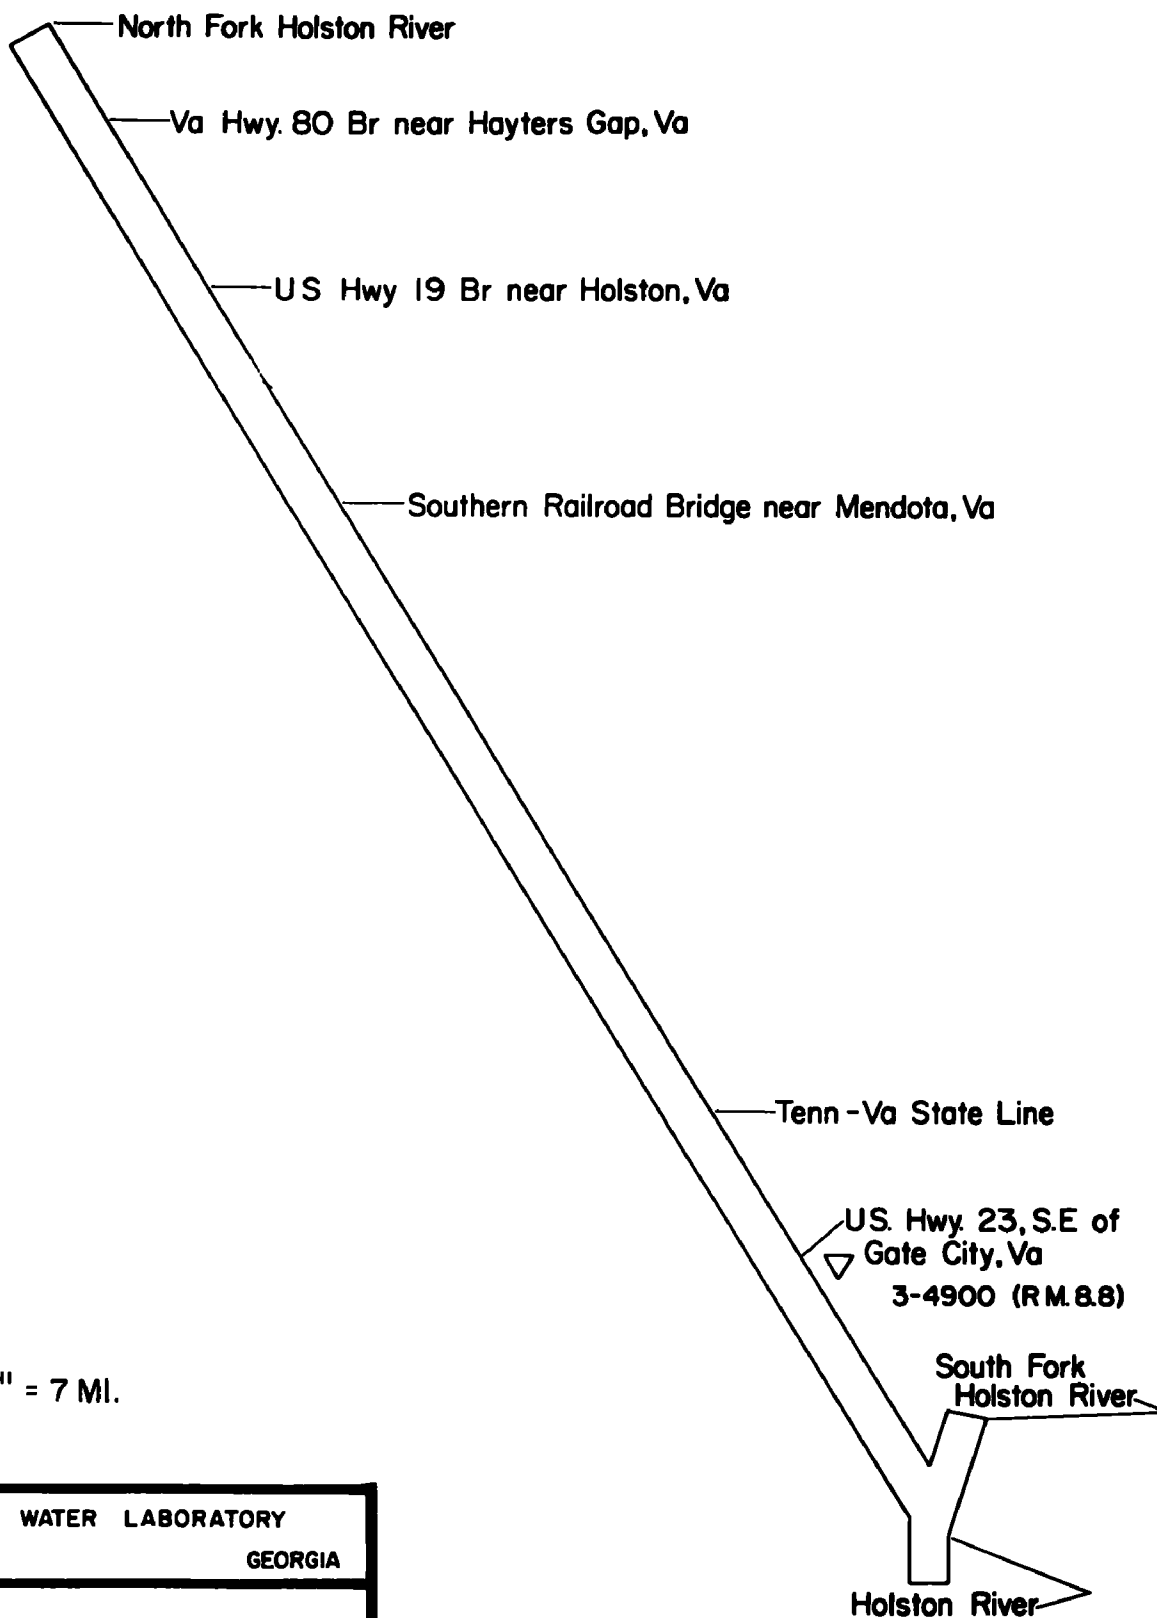 North Fork Holston River
Va Hwy. 80 Br near Hayters Gap, Va
US Hwy 19 Br near Holston, Va
Southern Railroad Bridge near Mendota, Va
Tenn-Va State Line
US. Hwy. 23, S.E of
Gate City, Va
3-4900 (R M. 8.8)
South Fork
Holston River
" = 7 MI.
WATER LABORATORY
GEORGIA
Holston River